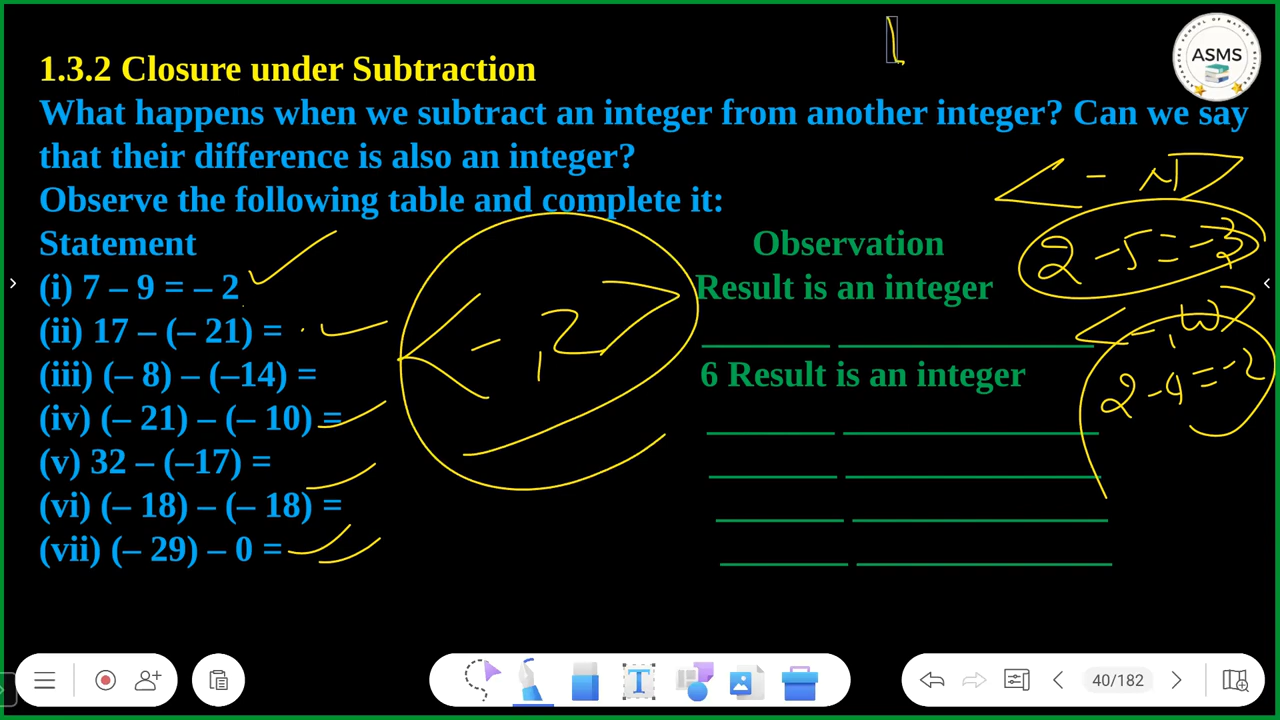 1.3.2 Closure under Subtraction
What happens when we subtract an integer from another integer? Can we say
that their difference is also an integer?
Observe the following table and complete it:
Statement Observation
(i) 7 – 9 = – 2 Result is an integer
(ii) 17 – (– 21) =
(iii) (– 8) – (–14) = 6 Result is an integer
(iv) (– 21) – (– 10) =
(v) 32 – (–17) =
(vi) (– 18) – (– 18) =
(vii) (– 29) – 0 =
< - N >
2 - 5 = -3
< -, W >
2 - 4 = -2
< -, Z >
ASMS
40/182